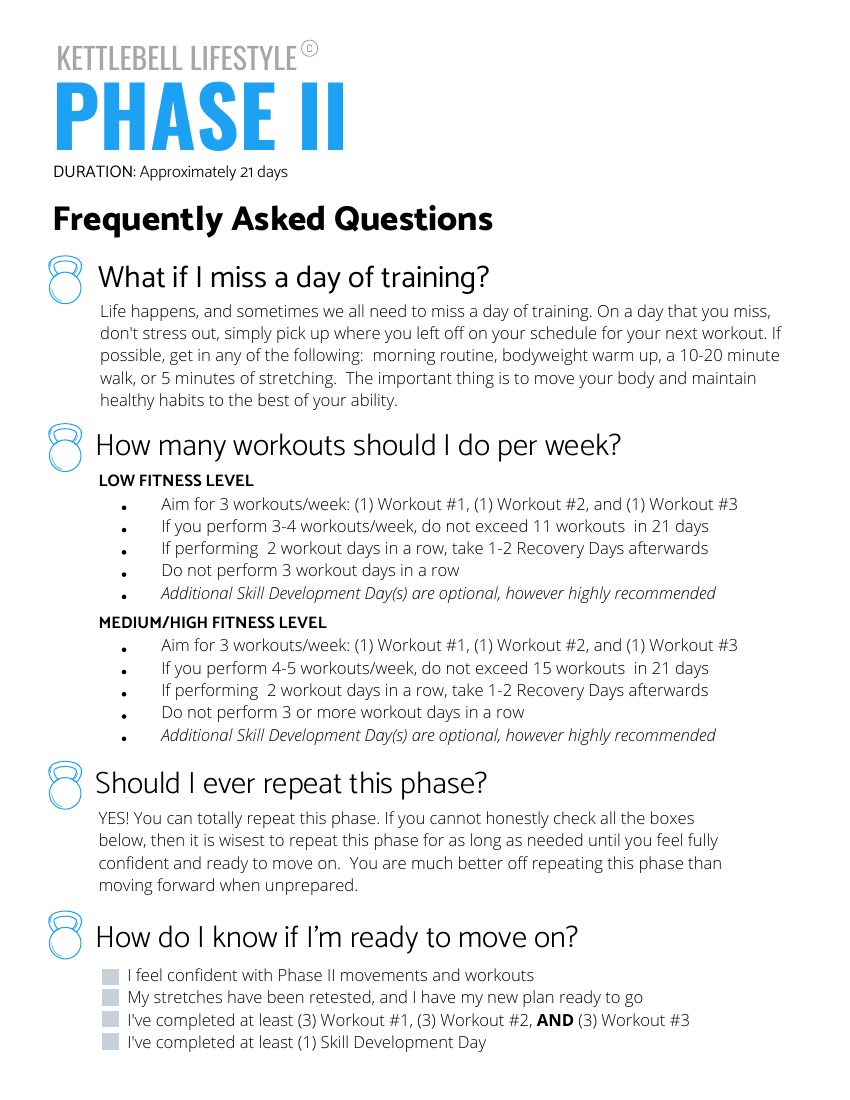 KETTLEBELL LIFESTYLE©
PHASE II
DURATION: Approximately 21 days
Frequently Asked Questions
What if I miss a day of training?
Life happens, and sometimes we all need to miss a day of training. On a day that you miss,
don't stress out, simply pick up where you left off on your schedule for your next workout. If
possible, get in any of the following:  morning routine, bodyweight warm up, a 10-20 minute
walk, or 5 minutes of stretching.  The important thing is to move your body and maintain
healthy habits to the best of your ability.
How many workouts should I do per week?
LOW FITNESS LEVEL
• Aim for 3 workouts/week: (1) Workout #1, (1) Workout #2, and (1) Workout #3
• If you perform 3-4 workouts/week, do not exceed 11 workouts  in 21 days
• If performing  2 workout days in a row, take 1-2 Recovery Days afterwards
• Do not perform 3 workout days in a row
• Additional Skill Development Day(s) are optional, however highly recommended
MEDIUM/HIGH FITNESS LEVEL
• Aim for 3 workouts/week: (1) Workout #1, (1) Workout #2, and (1) Workout #3
• If you perform 4-5 workouts/week, do not exceed 15 workouts  in 21 days
• If performing  2 workout days in a row, take 1-2 Recovery Days afterwards
• Do not perform 3 or more workout days in a row
• Additional Skill Development Day(s) are optional, however highly recommended
Should I ever repeat this phase?
YES! You can totally repeat this phase. If you cannot honestly check all the boxes
below, then it is wisest to repeat this phase for as long as needed until you feel fully
confident and ready to move on.  You are much better off repeating this phase than
moving forward when unprepared.
How do I know if I'm ready to move on?
I feel confident with Phase II movements and workouts
My stretches have been retested, and I have my new plan ready to go
I've completed at least (3) Workout #1, (3) Workout #2, AND (3) Workout #3
I've completed at least (1) Skill Development Day